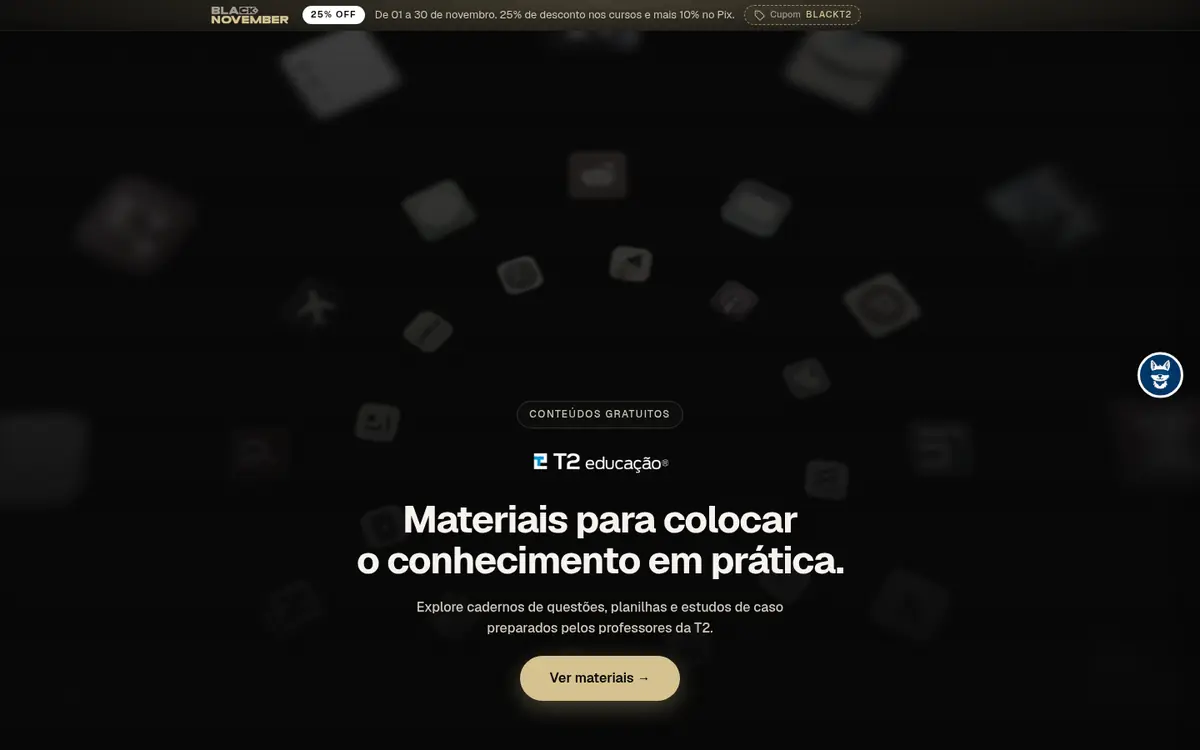 BLACK
NOVEMBER
25% OFF
De 01 a 30 de novembro. 25% de desconto nos cursos e mais 10% no Pix.
Cupom BLACKT2
CONTEÚDOS GRATUITOS
T2 educação®
Materiais para colocar
o conhecimento em prática.
Explore cadernos de questões, planilhas e estudos de caso
preparados pelos professores da T2.
Ver materiais →